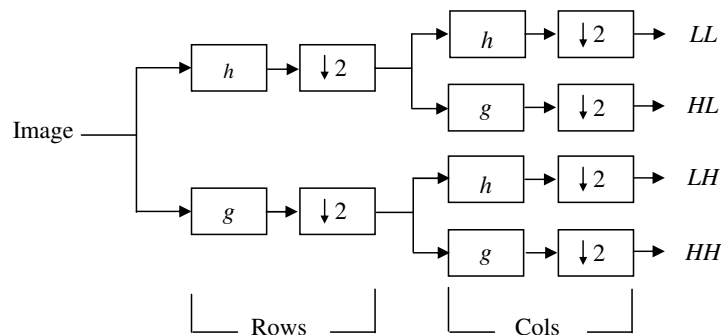 h ↓2 h ↓2 LL
g ↓2 HL
Image
g ↓2 h ↓2 LH
g ↓2 HH
Rows Cols